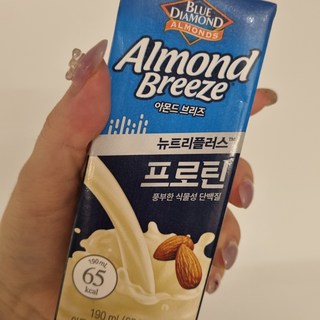 BLUE
DIAMOND
ALMONDS
Almond
Breeze
아몬드 브리즈
뉴트리플러스™
프로틴
풍부한 식물성 단백질
190 ml
65
kcal
190 ml